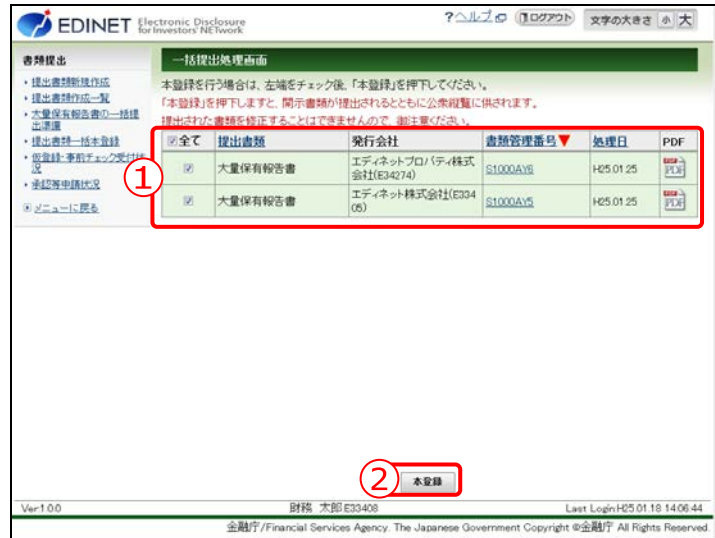 EDINET Electronic Disclosure for Investors' NETwork
?ヘルプ ログアウト 文字の大きさ 小 大
書類提出
・提出書類新規作成
・提出書類作成一覧
・大量保有報告書の一括提出準備
・提出書類一括本登録
・仮登録・事前チェック受付状況
・承認等申請状況
メニューに戻る
一括提出処理画面
本登録を行う場合は、左端をチェック後、「本登録」を押下してください。
「本登録」を押下しますと、開示書類が提出されるとともに公衆縦覧に供されます。
提出された書類を修正することはできませんので、御注意ください。
①
全て 提出書類 発行会社 書類管理番号▼ 処理日 PDF
大量保有報告書 エディネットプロパティ株式会社(E34274) S1000AY6 H25.01.25 PDF
大量保有報告書 エディネット株式会社(E33405) S1000AY5 H25.01.25 PDF
② 本登録
Ver.1.0.0 財務 太郎 E33408 Last Login:H25.01.18 14:06:44
金融庁/Financial Services Agency. The Japanese Government Copyright ©金融庁 All Rights Reserved.